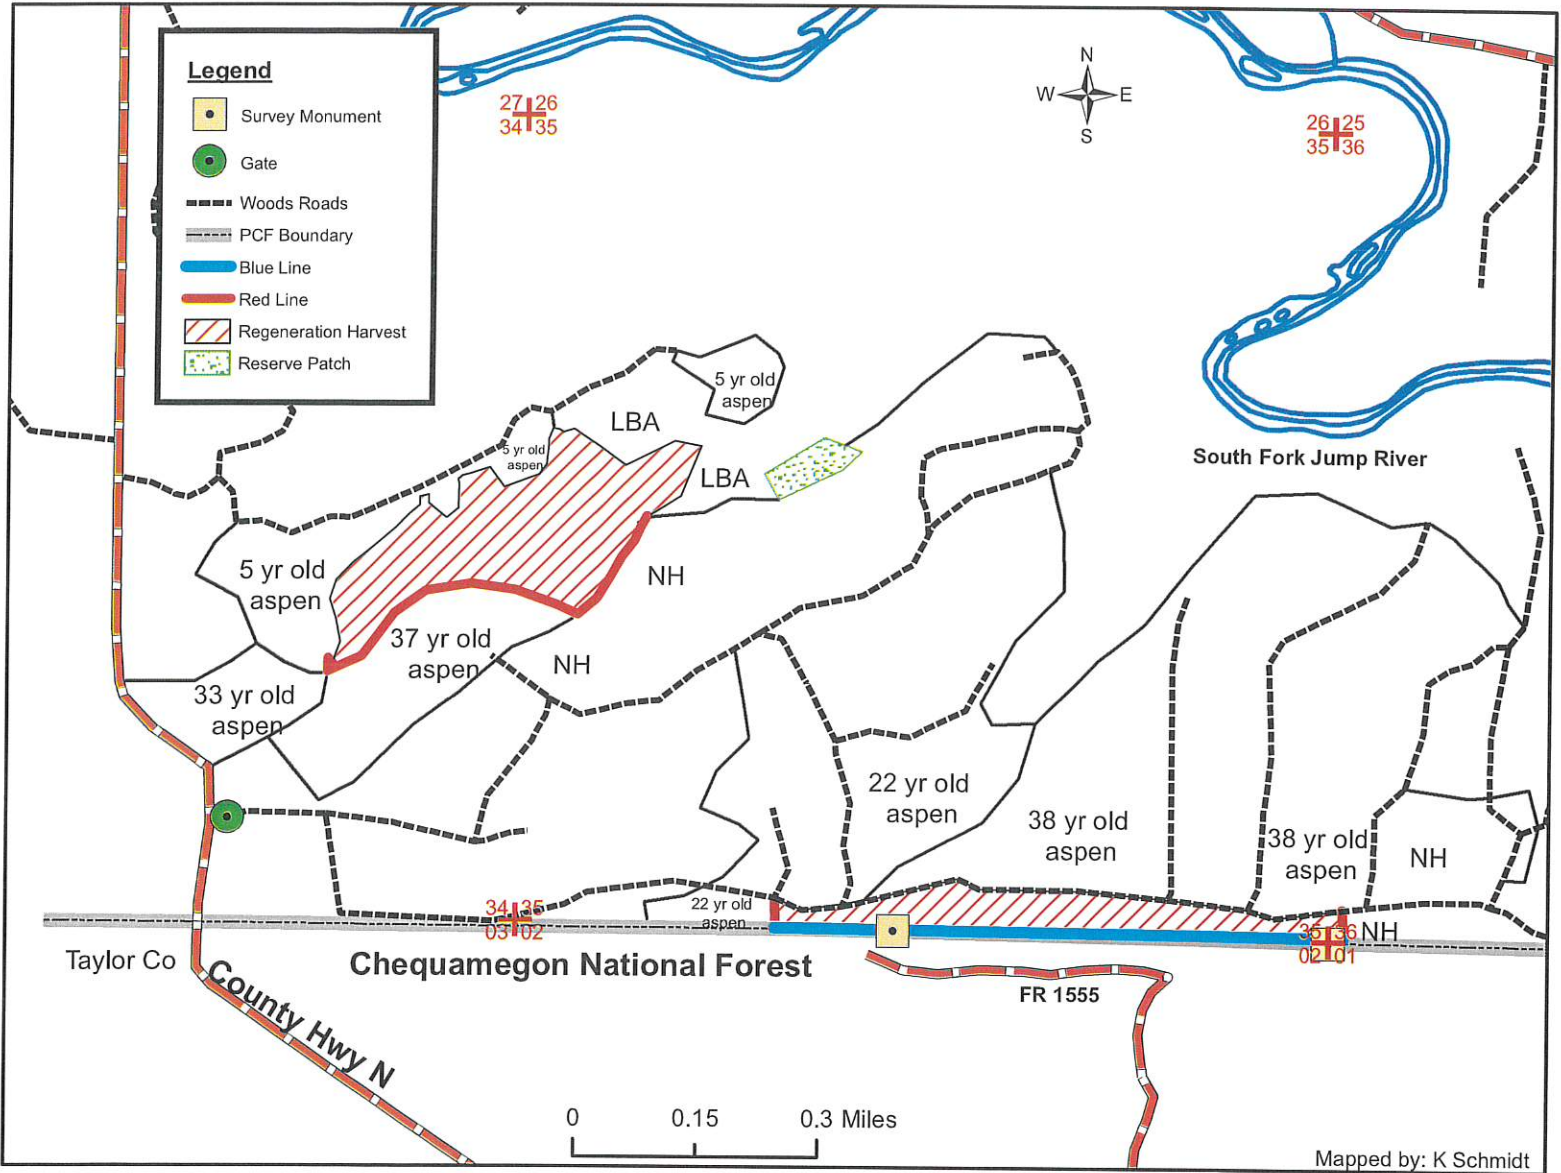 Legend
Survey Monument
Gate
Woods Roads
PCF Boundary
Blue Line
Red Line
Regeneration Harvest
Reserve Patch
27 26
34 35
N
W E
S
26 25
35 36
South Fork Jump River
5 yr old
aspen
LBA
5 yr old
aspen
LBA
5 yr old
aspen
NH
37 yr old
aspen
NH
33 yr old
aspen
22 yr old
aspen
38 yr old
aspen
38 yr old
aspen
NH
22 yr old
aspen
34 35
03 02
35 36
02 01
NH
Taylor Co
Chequamegon National Forest
County Hwy N
FR 1555
0 0.15 0.3 Miles
Mapped by: K Schmidt